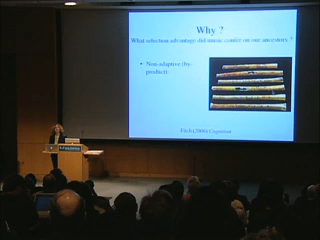 Why ?
What selection advantage did music confer on our ancestors ?
• Non-adaptive (by-
product):
Fitch (2006) Cognition